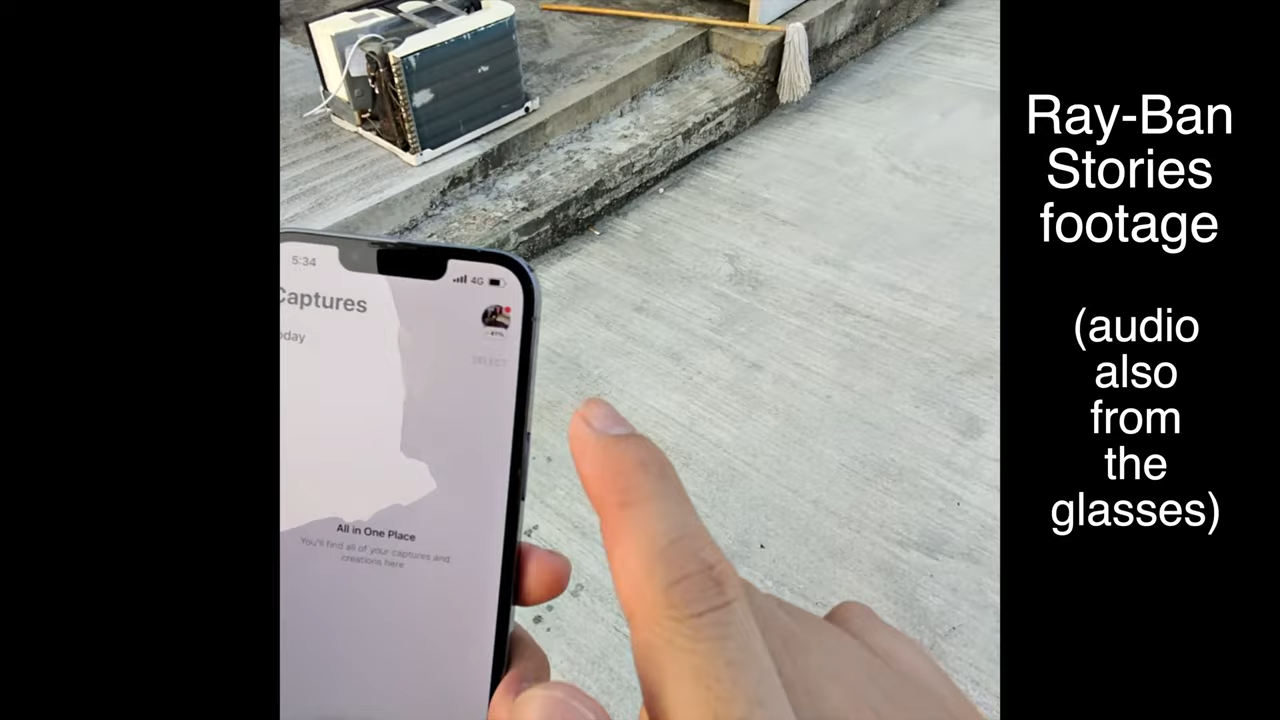 5:34
4G
Captures
oday
SELECT
All in One Place
You'll find all of your captures and
creations here
Ray-Ban
Stories
footage
(audio
also
from
the
glasses)